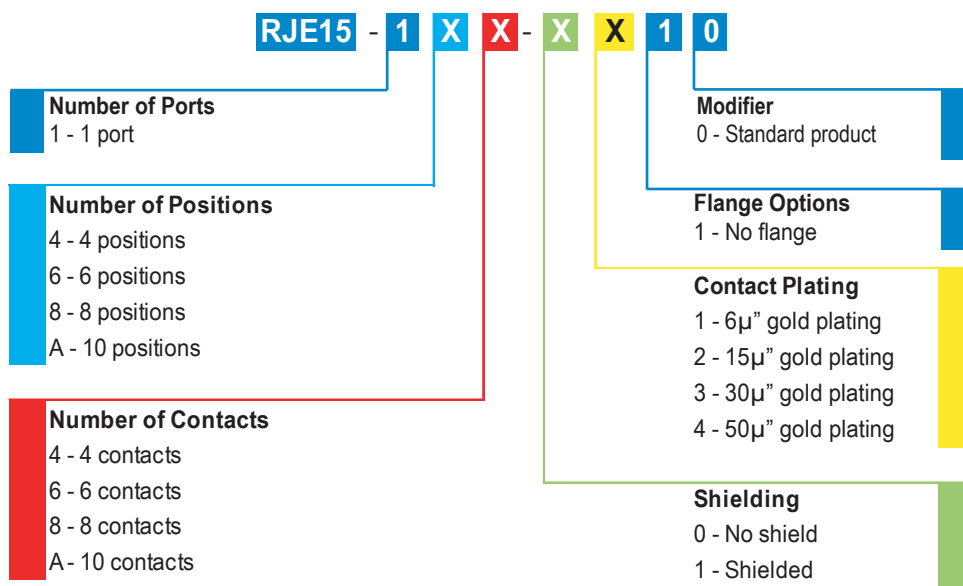 RJE15 - 1 X X - X X 1 0
Number of Ports
1 - 1 port
Number of Positions
4 - 4 positions
6 - 6 positions
8 - 8 positions
A - 10 positions
Number of Contacts
4 - 4 contacts
6 - 6 contacts
8 - 8 contacts
A - 10 contacts
Modifier
0 - Standard product
Flange Options
1 - No flange
Contact Plating
1 - 6µ” gold plating
2 - 15µ” gold plating
3 - 30µ” gold plating
4 - 50µ” gold plating
Shielding
0 - No shield
1 - Shielded